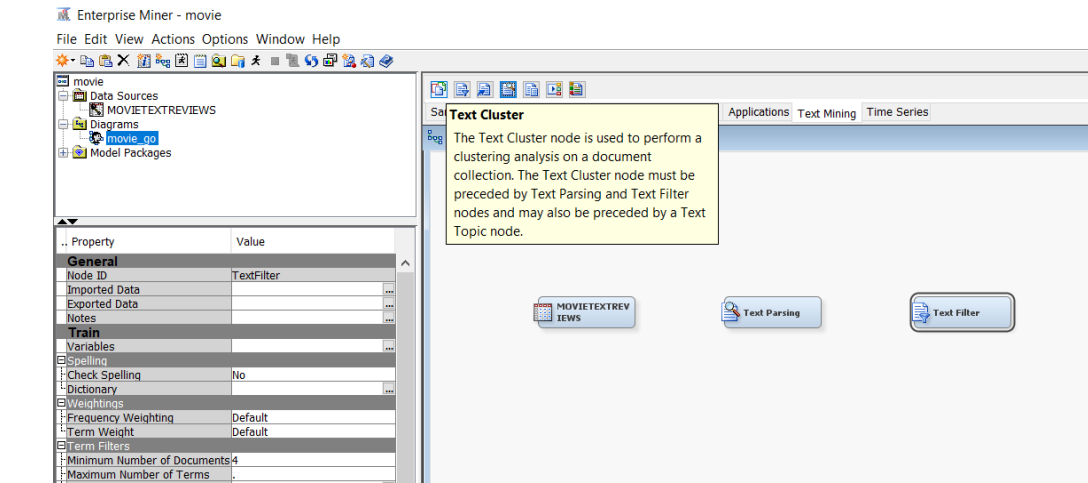 Enterprise Miner - movie
File Edit View Actions Options Window Help
movie
Data Sources
MOVIETEXTREVIEWS
Diagrams
movie_go
Model Packages
.. Property Value
General
Node ID TextFilter
Imported Data ...
Exported Data ...
Notes ...
Train
Variables ...
Spelling
Check Spelling No
Dictionary ...
Weightings
Frequency Weighting Default
Term Weight Default
Term Filters
Minimum Number of Documents 4
Maximum Number of Terms .
Applications Text Mining Time Series
Text Cluster
The Text Cluster node is used to perform a
clustering analysis on a document
collection. The Text Cluster node must be
preceded by Text Parsing and Text Filter
nodes and may also be preceded by a Text
Topic node.
MOVIETEXTREV
IEWS
Text Parsing
Text Filter